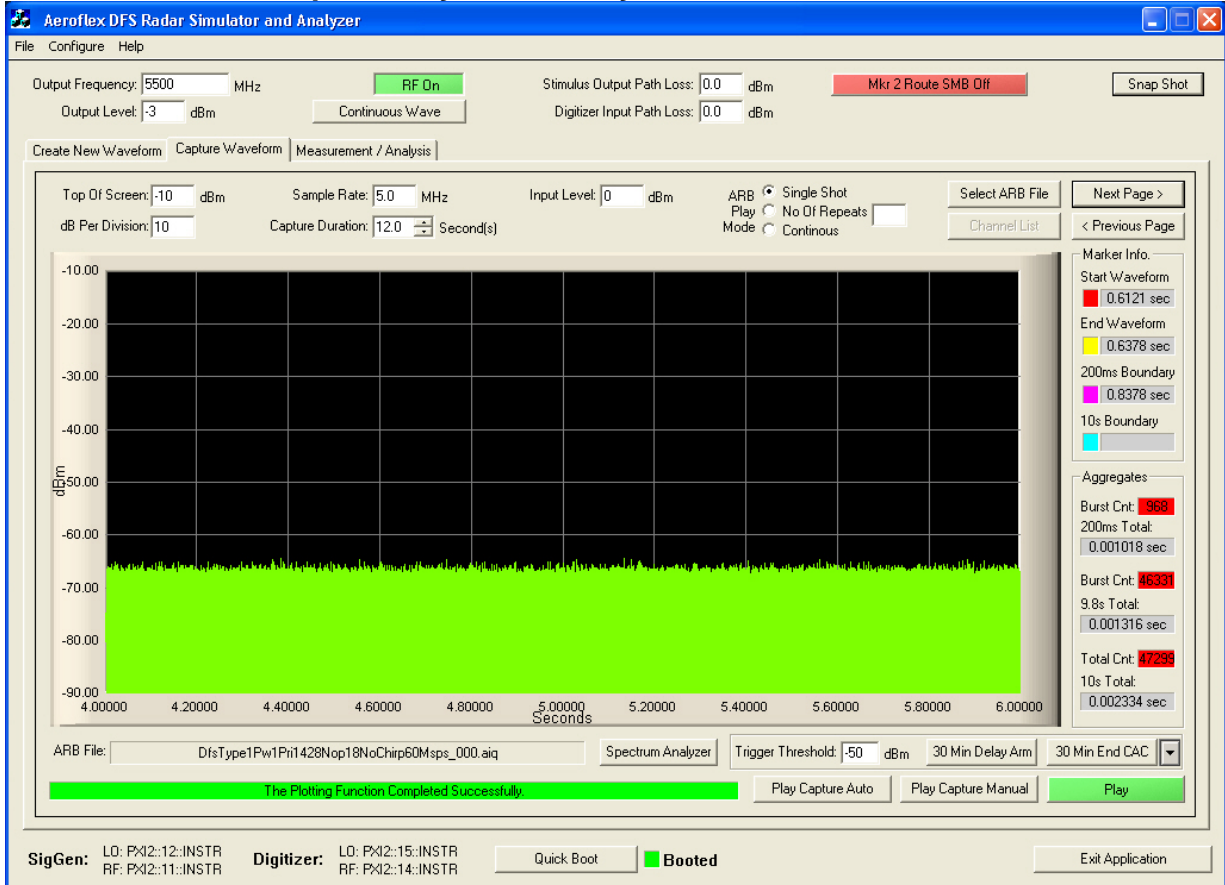 Aeroflex DFS Radar Simulator and Analyzer
File Configure Help
Output Frequency: 5500 MHz RF On Stimulus Output Path Loss: 0.0 dBm Mkr 2 Route SMB Off Snap Shot
Output Level: -3 dBm Continuous Wave Digitizer Input Path Loss: 0.0 dBm
Create New Waveform Capture Waveform Measurement / Analysis
Top Of Screen: -10 dBm Sample Rate: 5.0 MHz Input Level: 0 dBm ARB Play Mode Single Shot Select ARB File Next Page >
dB Per Division: 10 Capture Duration: 12.0 Second(s) No Of Repeats Channel List < Previous Page
Continous
Marker Info.
Start Waveform
0.6121 sec
End Waveform
0.6378 sec
200ms Boundary
0.8378 sec
10s Boundary
Aggregates
Burst Cnt: 968
200ms Total:
0.001018 sec
Burst Cnt: 46331
9.8s Total:
0.001316 sec
Total Cnt: 47299
10s Total:
0.002334 sec
-10.00
-20.00
-30.00
-40.00
-50.00
-60.00
-70.00
-80.00
-90.00
dBm
4.00000 4.20000 4.40000 4.60000 4.80000 5.00000 5.20000 5.40000 5.60000 5.80000 6.00000
Seconds
ARB File: DfsType1Pw1Pri1428Nop18NoChirp60Msps_000.aiq Spectrum Analyzer Trigger Threshold: -50 dBm 30 Min Delay Arm 30 Min End CAC
The Plotting Function Completed Successfully. Play Capture Auto Play Capture Manual Play
SigGen: LO: PXI2::12::INSTR Digitizer: LO: PXI2::15::INSTR Quick Boot Booted Exit Application
RF: PXI2::11::INSTR RF: PXI2::14::INSTR